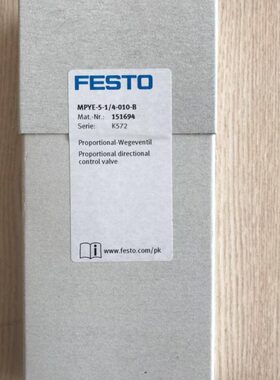 FESTO
MPYE-5-1/4-010-B
Mat.-Nr.: 151694
Serie: K572
Proportional-Wegeventil
Proportional directional
control valve
www.festo.com/pk